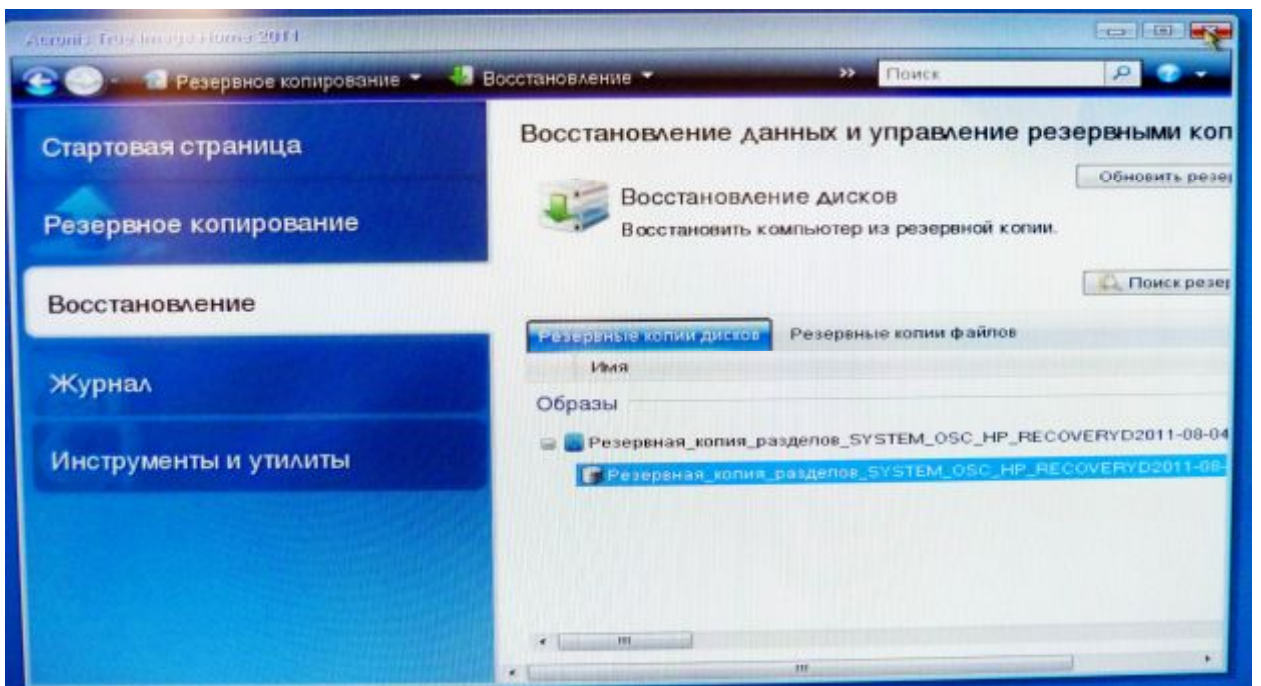 Acronis True Image Home 2011
Резервное копирование Восстановление » Поиск
Стартовая страница
Резервное копирование
Восстановление
Журнал
Инструменты и утилиты
Восстановление данных и управление резервными коп
Обновить резер
Восстановление дисков
Восстановить компьютер из резервной копии.
Поиск резер
Резервные копии дисков Резервные копии файлов
Имя
Образы
Резервная_копия_разделов_SYSTEM_OSC_HP_RECOVERYD2011-08-04
Резервная_копия_разделов_SYSTEM_OSC_HP_RECOVERYD2011-08-